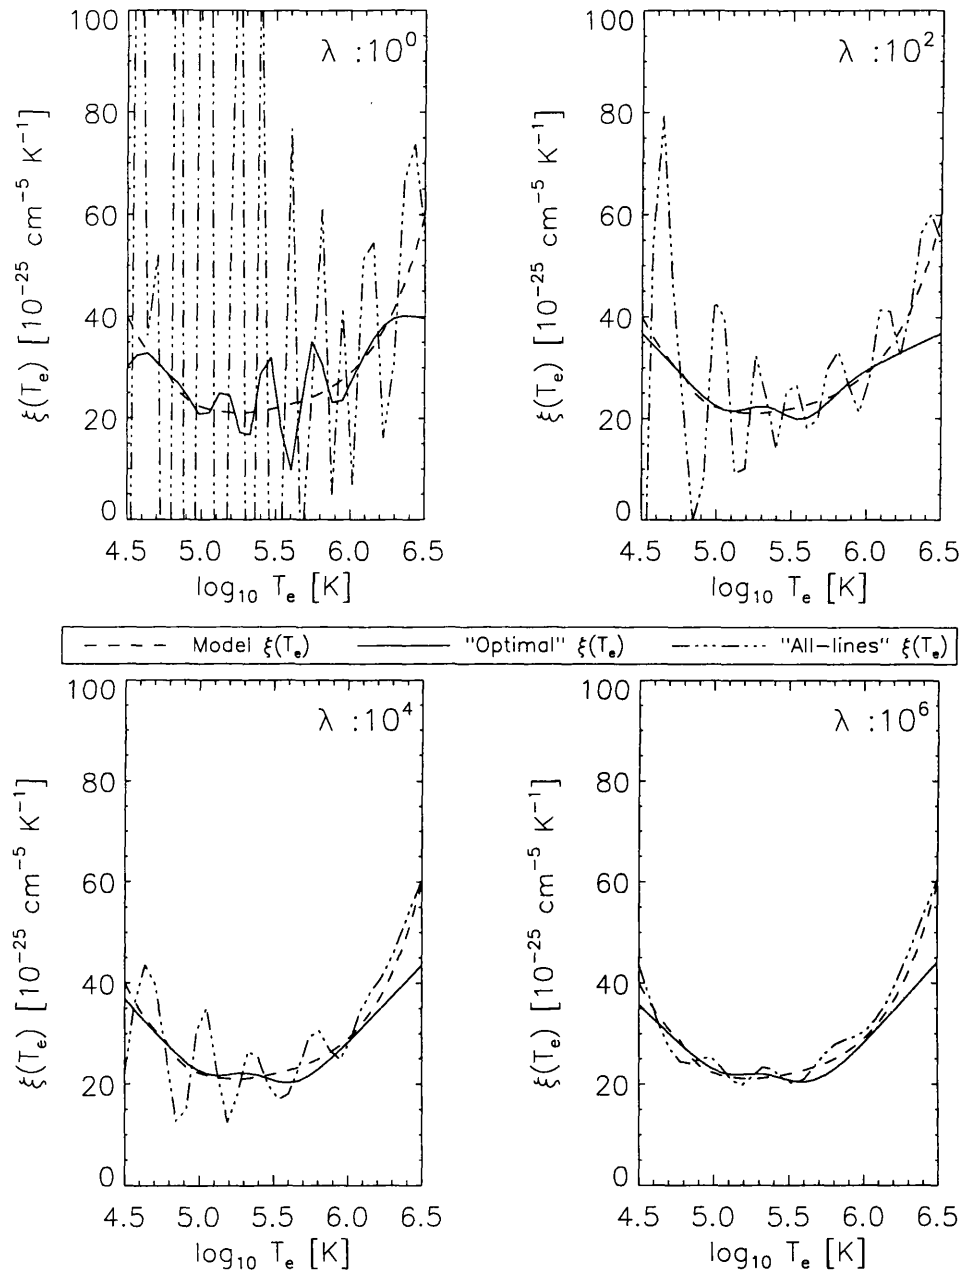 λ :10⁰
100
80
60
40
20
0
ξ(Tₑ) [10⁻²⁵ cm⁻⁵ K⁻¹]
4.5 5.0 5.5 6.0 6.5
log₁₀ Tₑ [K]
λ :10²
100
80
60
40
20
0
ξ(Tₑ) [10⁻²⁵ cm⁻⁵ K⁻¹]
4.5 5.0 5.5 6.0 6.5
log₁₀ Tₑ [K]
Model ξ(Tₑ) "Optimal" ξ(Tₑ) "All-lines" ξ(Tₑ)
λ :10⁴
100
80
60
40
20
0
ξ(Tₑ) [10⁻²⁵ cm⁻⁵ K⁻¹]
4.5 5.0 5.5 6.0 6.5
log₁₀ Tₑ [K]
λ :10⁶
100
80
60
40
20
0
ξ(Tₑ) [10⁻²⁵ cm⁻⁵ K⁻¹]
4.5 5.0 5.5 6.0 6.5
log₁₀ Tₑ [K]